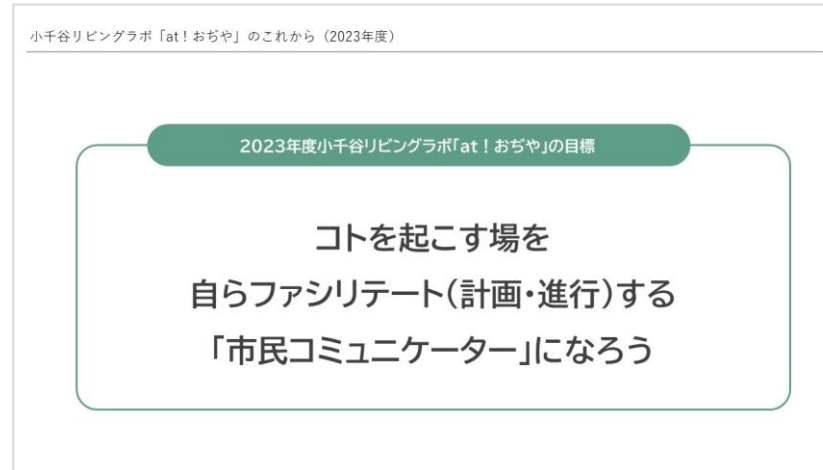 小千谷リビングラボ「at！おぢや」のこれから（2023年度）
2023年度小千谷リビングラボ「at！おぢや」の目標
コトを起こす場を
自らファシリテート（計画・進行）する
「市民コミュニケーター」になろう